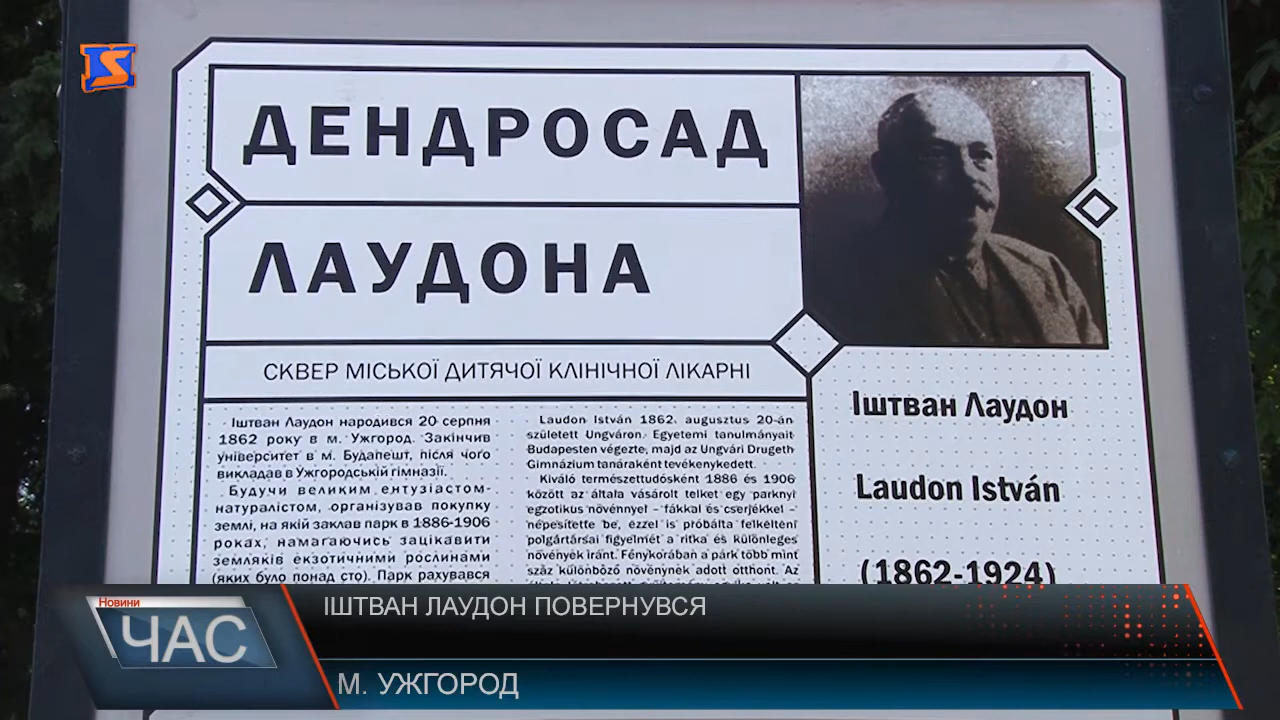 ДЕНДРОСАД
ЛАУДОНА
СКВЕР МІСЬКОЇ ДИТЯЧОЇ КЛІНІЧНОЇ ЛІКАРНІ
Іштван Лаудон народився 20 серпня
1862 року в м. Ужгород. Закінчив
університет в м. Будапешт, після чого
викладав в Ужгородській гімназії.
Будучи великим ентузіастом-
натуралістом, організував покупку
землі, на якій заклав парк в 1886-1906
роках, намагаючись зацікавити
земляків екзотичними рослинами
(яких було понад сто). Парк рахувався
Laudon István 1862. augusztus 20-án
született Ungváron. Egyetemi tanulmányait
Budapesten végezte, majd az Ungvári Drugeth
Gimnázium tanáraként tevékenykedett.
Kiváló természettudósként 1886 és 1906
között az általa vásárolt telket egy parknyi
egzotikus növénnyel – fákkal és cserjékkel –
népesítette be, ezzel is próbálta felkelteni
polgártársai figyelmét a ritka és különleges
növények iránt. Fénykorában a park több mint
száz különböző növénynek adott otthont. Az
Іштван Лаудон
Laudon István
(1862-1924)
Новини
ЧАС
ІШТВАН ЛАУДОН ПОВЕРНУВСЯ
М. УЖГОРОД